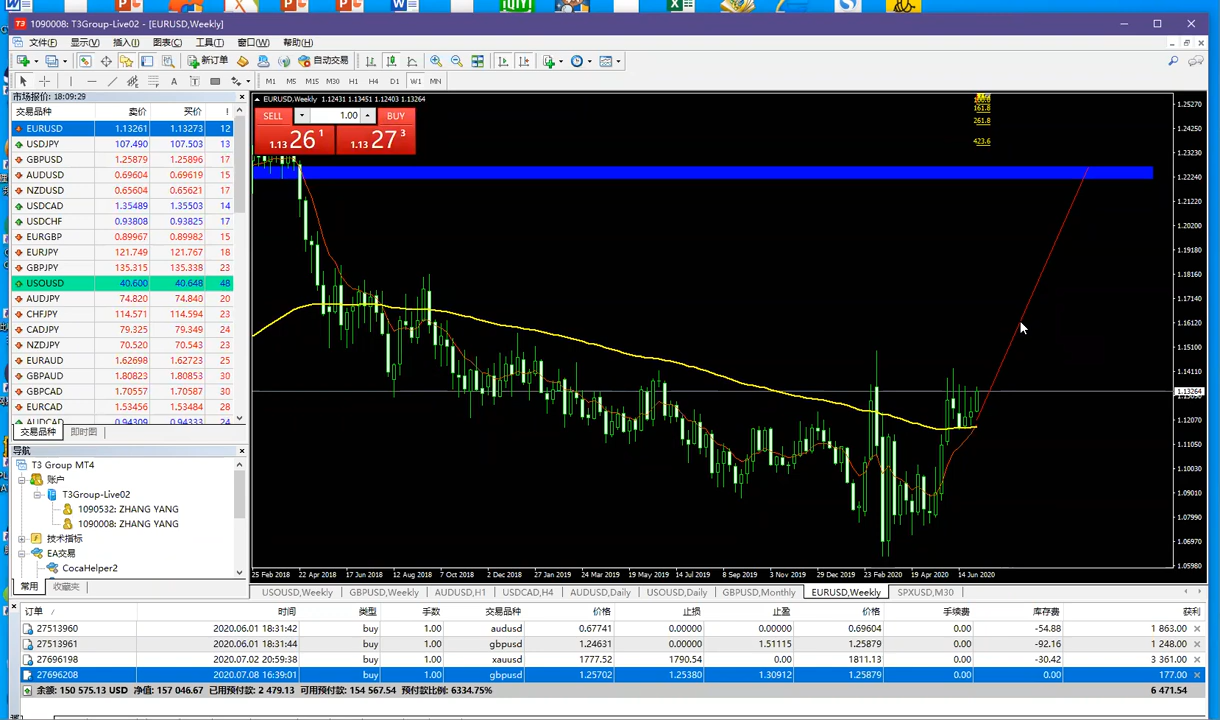 1090008: T3Group-Live02 - [EURUSD,Weekly]
文件(F) 显示(V) 插入(I) 图表(C) 工具(T) 窗口(W) 帮助(H)
新订单 自动交易
M1 M5 M15 M30 H1 H4 D1 W1 MN
市场报价: 18:09:29
交易品种 卖价 买价 !
EURUSD 1.13261 1.13273 12
USDJPY 107.490 107.503 13
GBPUSD 1.25879 1.25896 17
AUDUSD 0.69604 0.69619 15
NZDUSD 0.65604 0.65621 17
USDCAD 1.35489 1.35503 14
USDCHF 0.93808 0.93825 17
EURGBP 0.89967 0.89982 15
EURJPY 121.749 121.767 18
GBPJPY 135.315 135.338 23
USOUSD 40.600 40.648 48
AUDJPY 74.820 74.840 20
CHFJPY 114.571 114.594 23
CADJPY 79.325 79.349 24
NZDJPY 70.520 70.543 23
EURAUD 1.62698 1.62723 25
GBPAUD 1.80823 1.80853 30
GBPCAD 1.70557 1.70587 30
EURCAD 1.53456 1.53484 28
AUDCAD 0.94309 0.94333 24
交易品种 即时图
导航
T3 Group MT4
账户
T3Group-Live02
1090532: ZHANG YANG
1090008: ZHANG YANG
技术指标
EA交易
CocaHelper2
常用 收藏夹
EURUSD,Weekly 1.12431 1.13451 1.12403 1.13264
SELL 1.00 BUY
1.13 26 1 1.13 27 3
161.8
261.8
423.6
1.25270
1.24250
1.23230
1.22240
1.22020
1.19180
1.18160
1.17140
1.16120
1.15100
1.14110
1.13264
1.12070
1.11050
1.10030
1.09010
1.07990
1.06970
1.05980
25 Feb 2018 22 Apr 2018 17 Jun 2018 12 Aug 2018 7 Oct 2018 2 Dec 2018 27 Jan 2019 24 Mar 2019 19 May 2019 14 Jul 2019 8 Sep 2019 3 Nov 2019 29 Dec 2019 23 Feb 2020 19 Apr 2020 14 Jun 2020
USOUSD,Weekly GBPUSD,Weekly AUDUSD,H1 USDCAD,H4 AUDUSD,Daily USOUSD,Daily GBPUSD,Monthly EURUSD,Weekly SPXUSD,M30
订单 / 时间 类型 手数 交易品种 价格 止损 止盈 价格 手续费 库存费 获利
27513960 2020.06.01 18:31:42 buy 1.00 audusd 0.67741 0.00000 0.00000 0.69604 0.00 -54.88 1 863.00
27513961 2020.06.01 18:31:44 buy 1.00 gbpusd 1.24631 0.00000 1.51115 1.25879 0.00 -92.16 1 248.00
27696198 2020.07.02 20:59:38 buy 1.00 xauusd 1777.52 1790.54 0.00 1811.13 0.00 -30.42 3 361.00
27696208 2020.07.08 16:39:01 buy 1.00 gbpusd 1.25702 1.25380 1.30912 1.25879 0.00 0.00 177.00
余额: 150 575.13 USD 净值: 157 046.67 已用预付款: 2 479.13 可用预付款: 154 567.54 预付款比例: 6334.75% 6 471.54